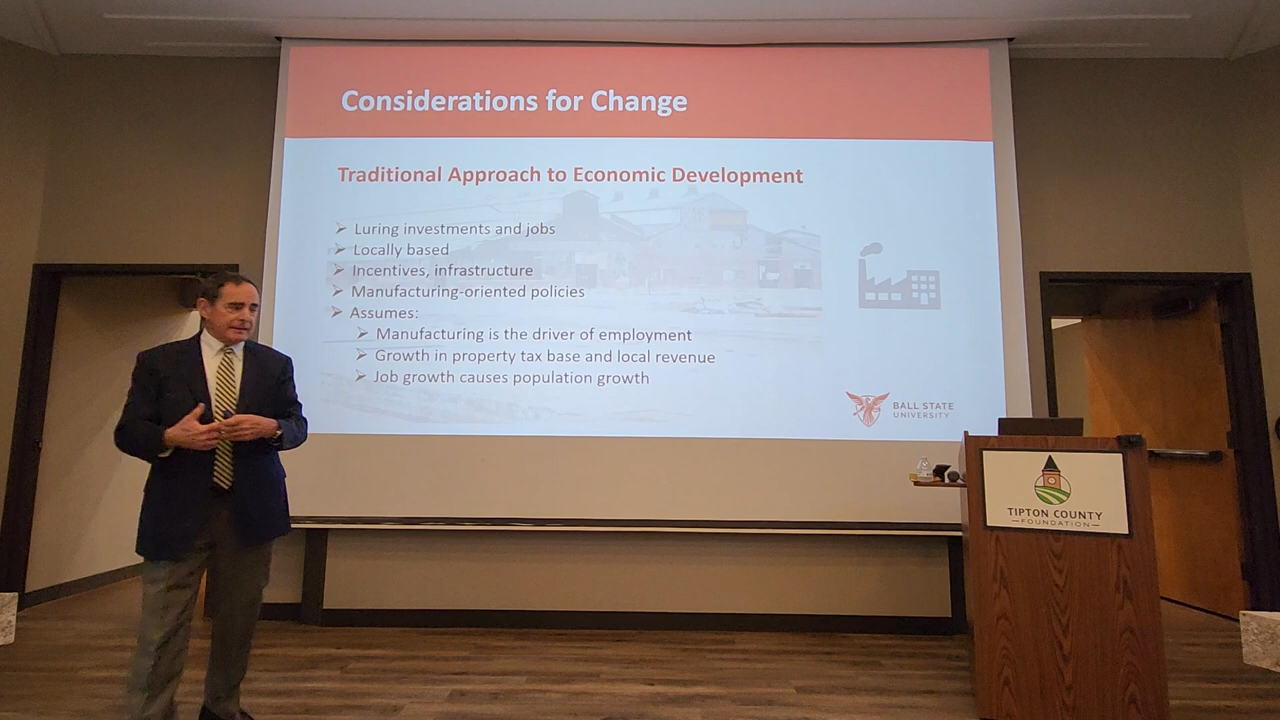 Considerations for Change
Traditional Approach to Economic Development
➢ Luring investments and jobs
➢ Locally based
➢ Incentives, infrastructure
➢ Manufacturing-oriented policies
➢ Assumes:
➢ Manufacturing is the driver of employment
➢ Growth in property tax base and local revenue
➢ Job growth causes population growth
BALL STATE
UNIVERSITY
TIPTON COUNTY
FOUNDATION